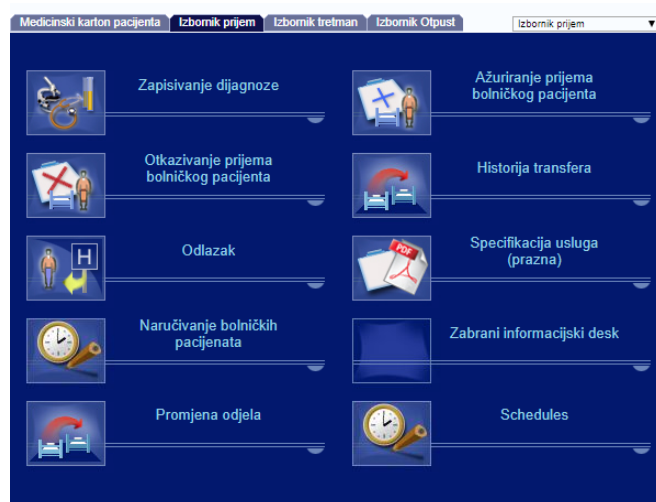 Medicinski karton pacijenta
Izbornik prijem
Izbornik tretman
Izbornik Otpust
Izbornik prijem
Zapisivanje dijagnoze
Ažuriranje prijema
bolničkog pacijenta
Otkazivanje prijema
bolničkog pacijenta
Historija transfera
Odlazak
H
Specifikacija usluga
(prazna)
PDF
Naručivanje bolničkih
pacijenata
Zabrani informacijski desk
Promjena odjela
Schedules